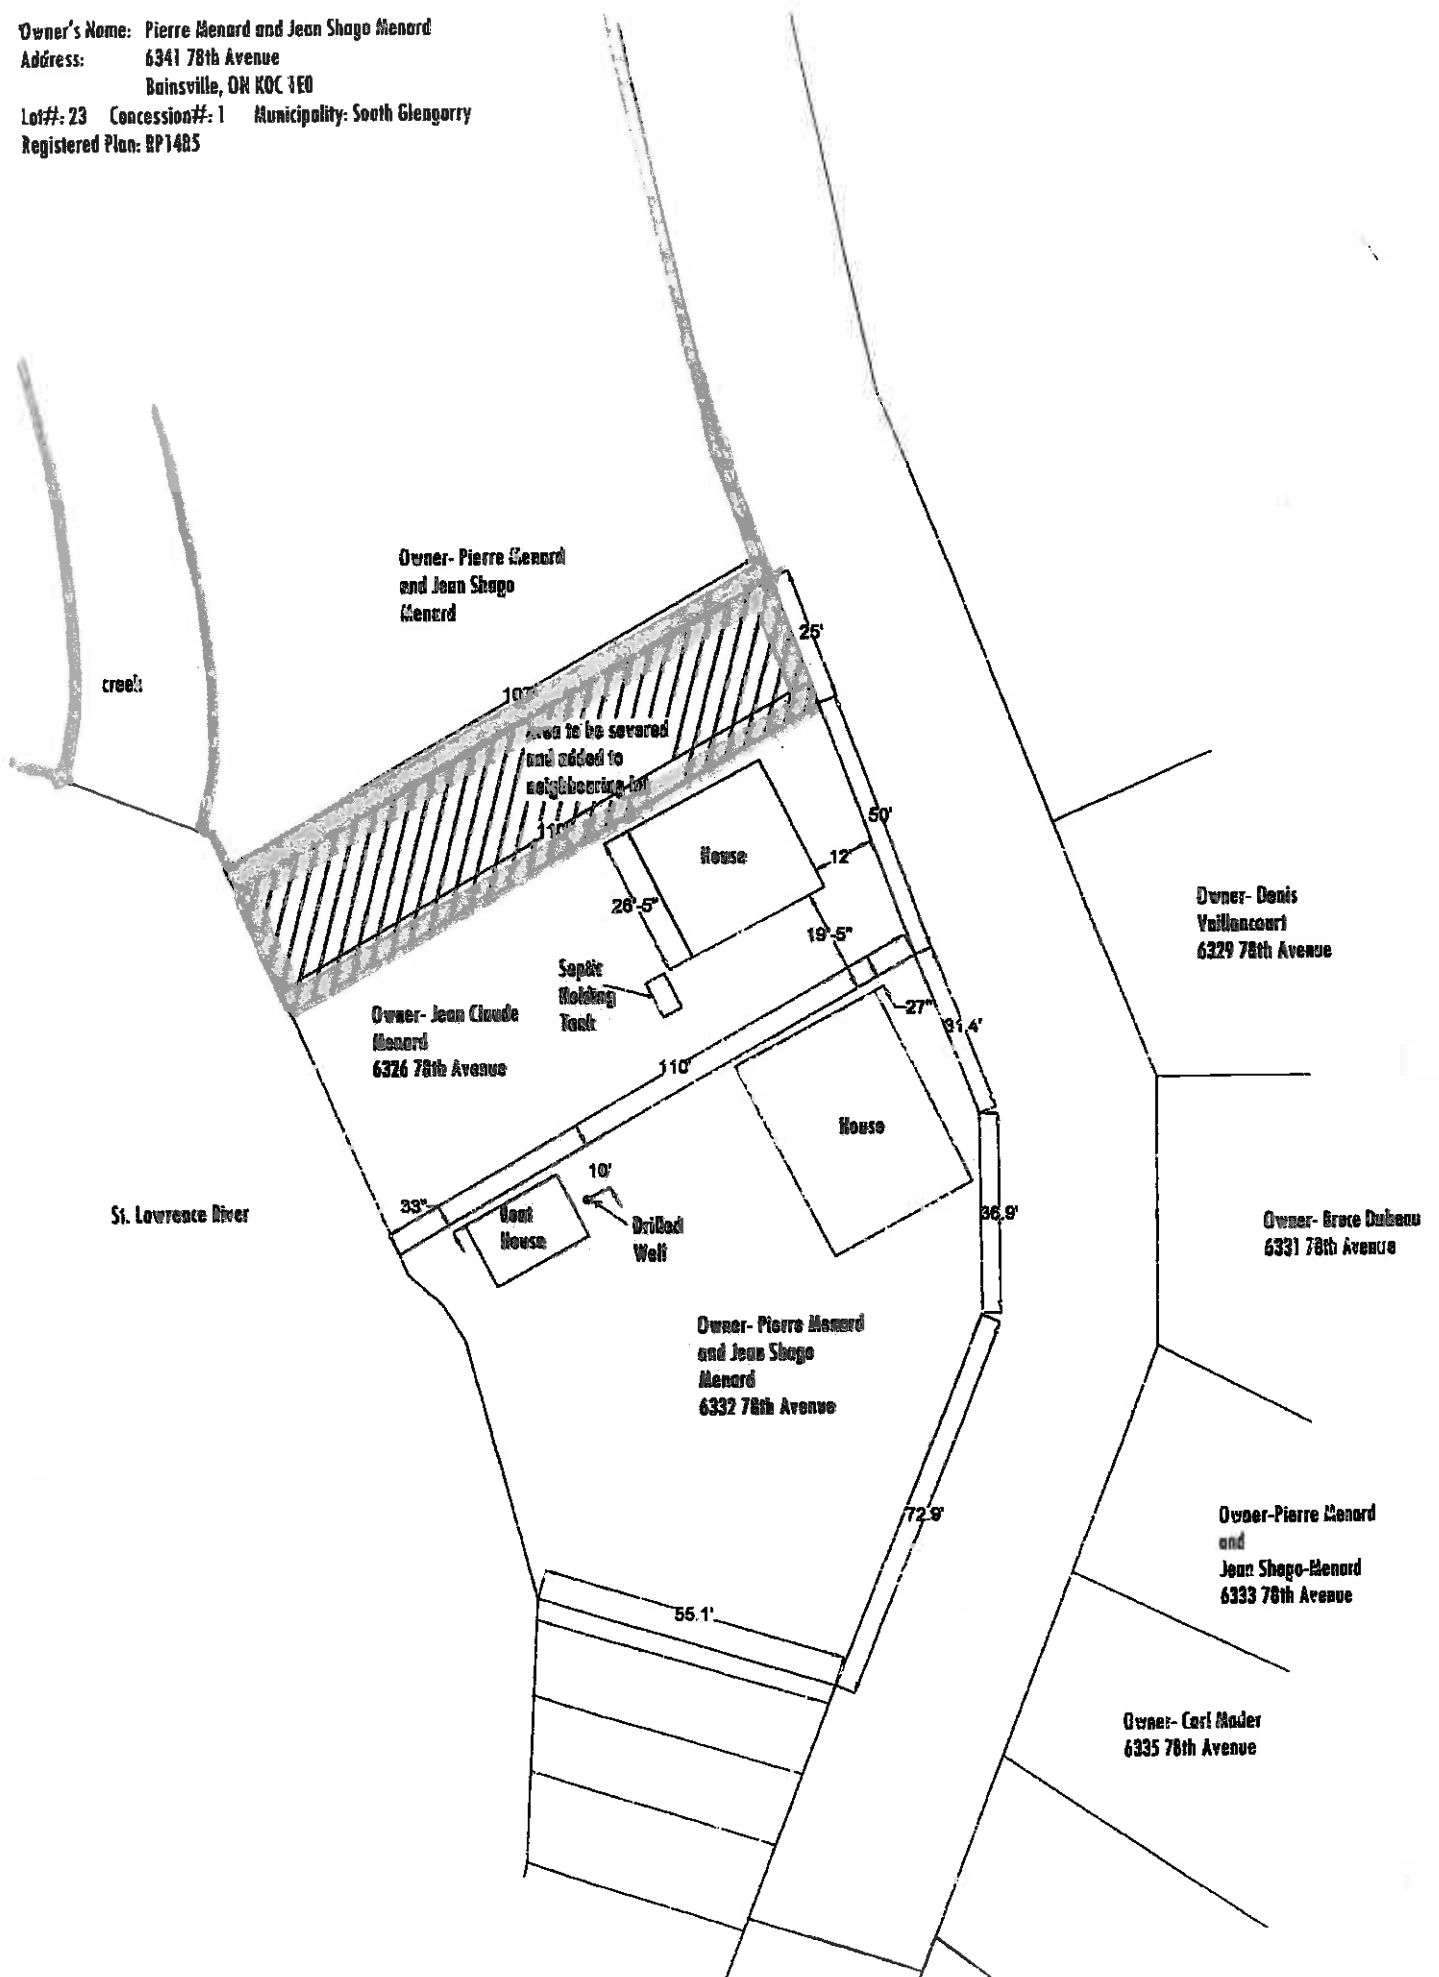 Owner's Name: Pierre Menard and Jean Shago Menard
Address: 6341 78th Avenue
Bainsville, ON K0C 1E0
Lot#: 23 Concession#: 1 Municipality: South Glengarry
Registered Plan: RP14R5
Owner- Pierre Menard
and Jean Shago
Menard
25'
creek
107'
Area to be severed
and added to
neighbouring lot
110'
50'
House
12'
26'-5"
19'-5"
Owner- Denis
Vaillancourt
6329 78th Avenue
Septic
Holding
Tank
27"
31.4'
Owner- Jean Claude
Menard
6326 78th Avenue
110'
House
10'
33"
Boat
House
Drilled
Well
St. Lawrence River
36.9'
Owner- Bruce Dubeau
6331 78th Avenue
Owner- Pierre Menard
and Jean Shago
Menard
6332 78th Avenue
72.9'
Owner-Pierre Menard
and
Jean Shago-Menard
6333 78th Avenue
55.1'
Owner- Carl Mader
6335 78th Avenue